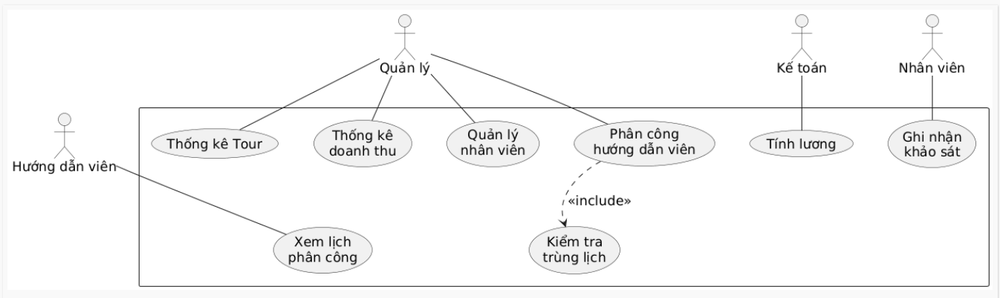 Quản lý
Kế toán
Nhân viên
Hướng dẫn viên
Thống kê Tour
Thống kê
doanh thu
Quản lý
nhân viên
Phân công
hướng dẫn viên
Tính lương
Ghi nhận
khảo sát
«include»
Xem lịch
phân công
Kiểm tra
trùng lịch